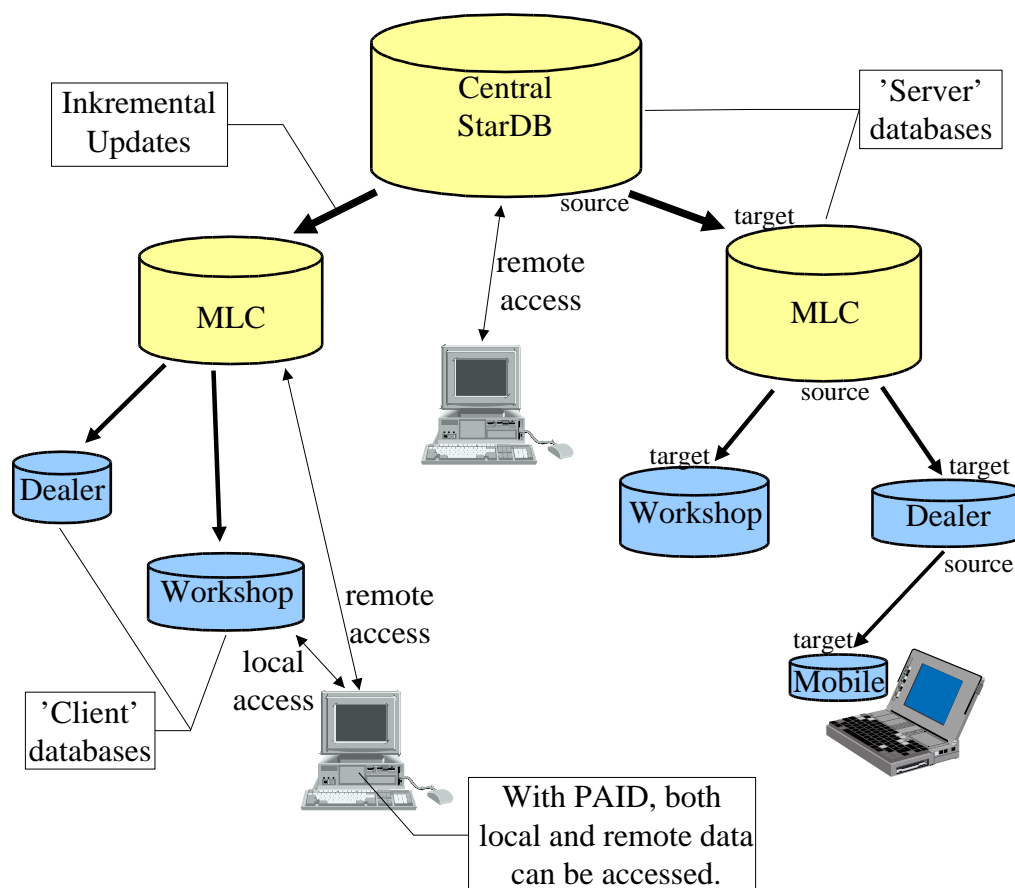 Central
StarDB
Inkremental
Updates
’Server’
databases
source
target
remote
access
MLC
MLC
source
target
target
Dealer
Workshop
Dealer
source
Workshop
remote
access
local
access
target
Mobile
’Client’
databases
With PAID, both
local and remote data
can be accessed.